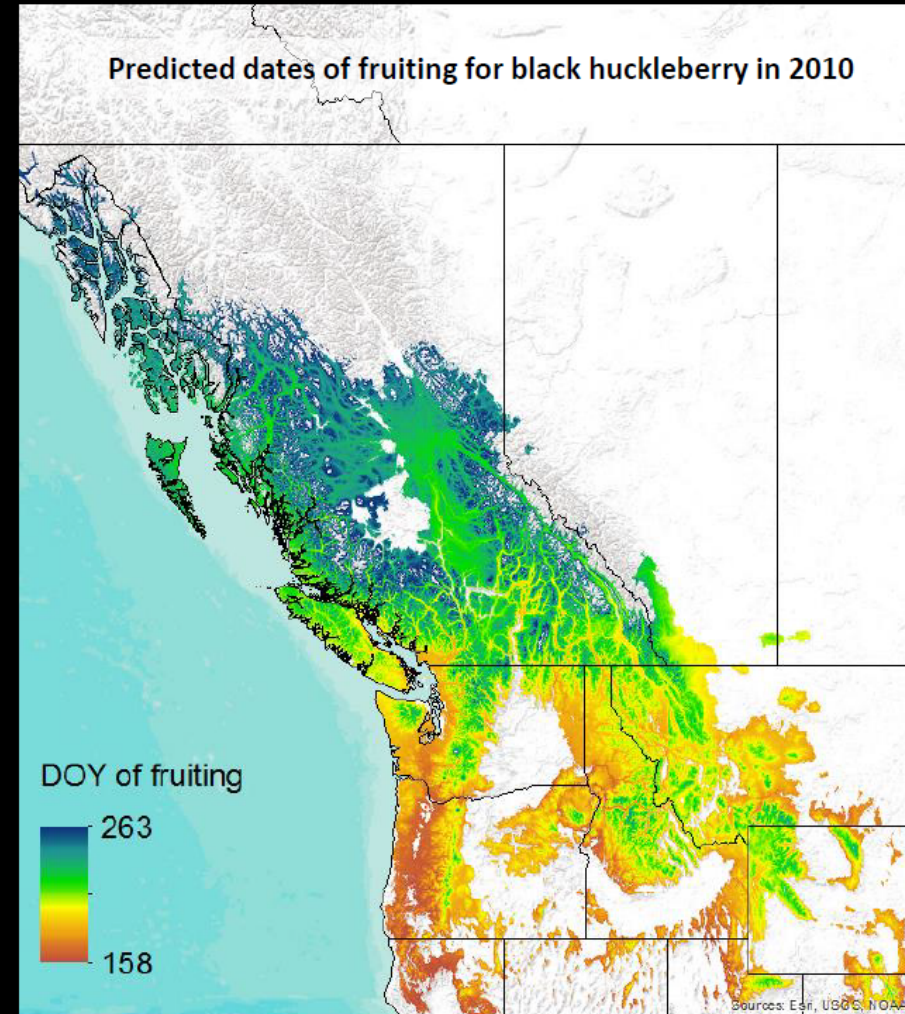 Predicted dates of fruiting for black huckleberry in 2010
DOY of fruiting
263
158
Sources: Esri, USGS, NOAA